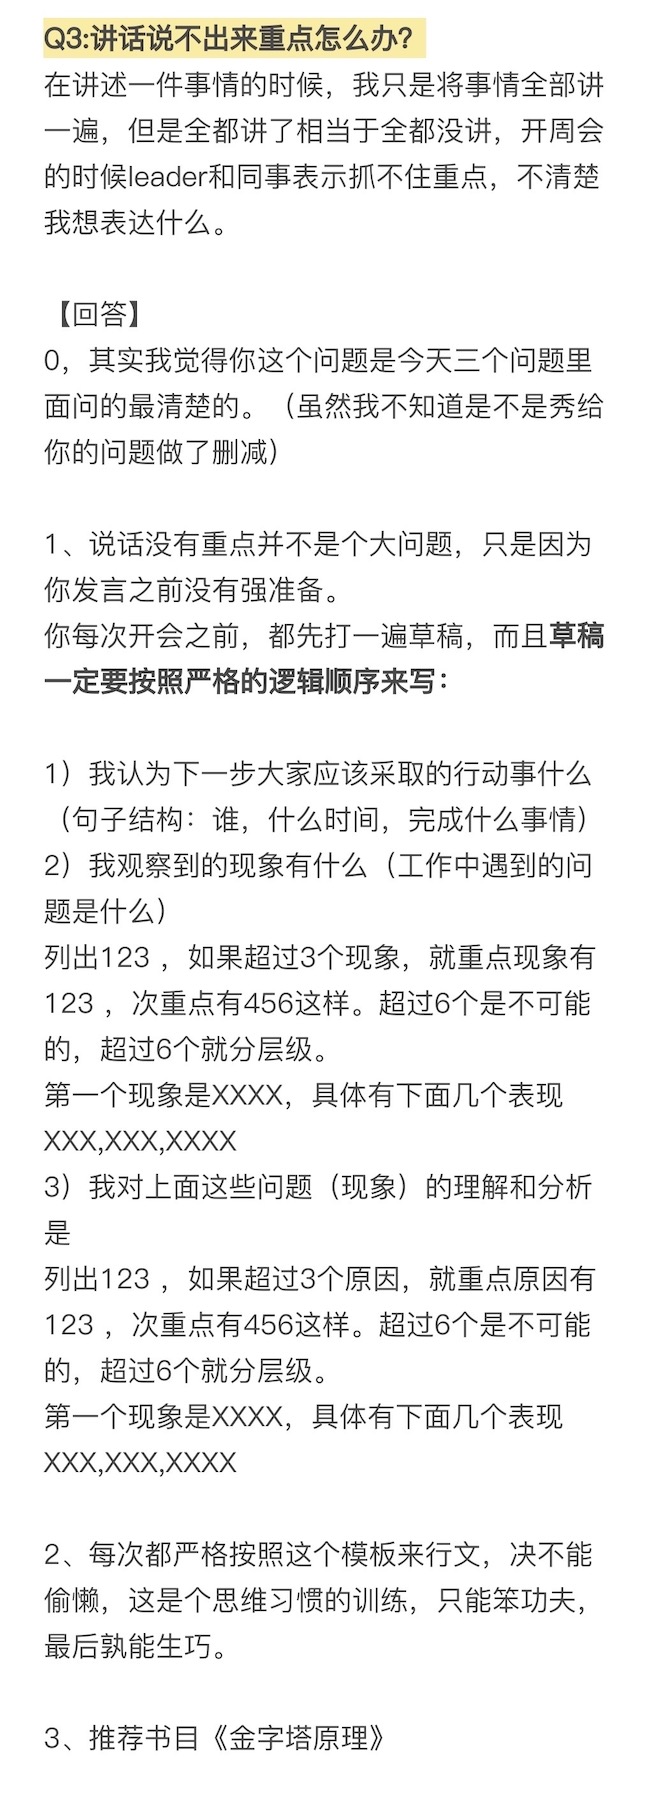 Q3:讲话说不出来重点怎么办？
在讲述一件事情的时候，我只是将事情全部讲
一遍，但是全都讲了相当于全都没讲，开周会
的时候leader和同事表示抓不住重点，不清楚
我想表达什么。
【回答】
0，其实我觉得你这个问题是今天三个问题里
面问的最清楚的。（虽然我不知道是不是秀给
你的问题做了删减）
1、说话没有重点并不是个大问题，只是因为
你发言之前没有强准备。
你每次开会之前，都先打一遍草稿，而且草稿
一定要按照严格的逻辑顺序来写：
1）我认为下一步大家应该采取的行动事什么
（句子结构：谁，什么时间，完成什么事情）
2）我观察到的现象有什么（工作中遇到的问
题是什么）
列出123 ，如果超过3个现象，就重点现象有
123 ，次重点有456这样。超过6个是不可能
的，超过6个就分层级。
第一个现象是XXXX，具体有下面几个表现
XXX,XXX,XXXX
3）我对上面这些问题（现象）的理解和分析
是
列出123 ，如果超过3个原因，就重点原因有
123 ，次重点有456这样。超过6个是不可能
的，超过6个就分层级。
第一个现象是XXXX，具体有下面几个表现
XXX,XXX,XXXX
2、每次都严格按照这个模板来行文，决不能
偷懒，这是个思维习惯的训练，只能笨功夫，
最后孰能生巧。
3、推荐书目《金字塔原理》